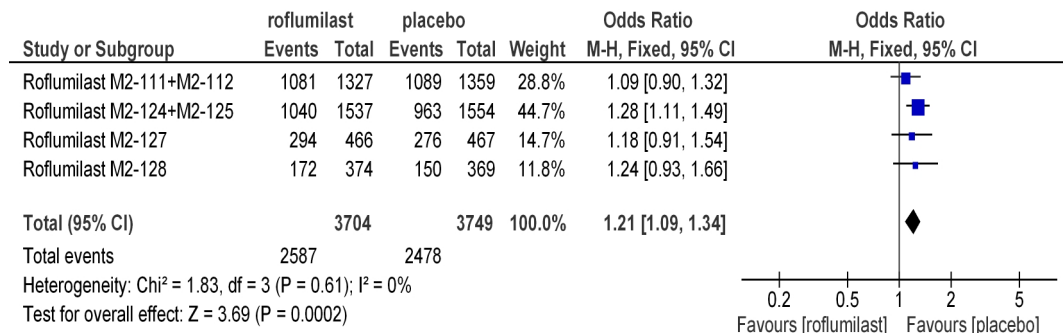 roflumilast placebo Odds Ratio Odds Ratio
Study or Subgroup Events Total Events Total Weight M-H, Fixed, 95% CI M-H, Fixed, 95% CI
Roflumilast M2-111+M2-112 1081 1327 1089 1359 28.8% 1.09 [0.90, 1.32]
Roflumilast M2-124+M2-125 1040 1537 963 1554 44.7% 1.28 [1.11, 1.49]
Roflumilast M2-127 294 466 276 467 14.7% 1.18 [0.91, 1.54]
Roflumilast M2-128 172 374 150 369 11.8% 1.24 [0.93, 1.66]
Total (95% CI) 3704 3749 100.0% 1.21 [1.09, 1.34]
Total events 2587 2478
Heterogeneity: Chi² = 1.83, df = 3 (P = 0.61); I² = 0%
Test for overall effect: Z = 3.69 (P = 0.0002)
0.2 0.5 1 2 5
Favours [roflumilast] Favours [placebo]